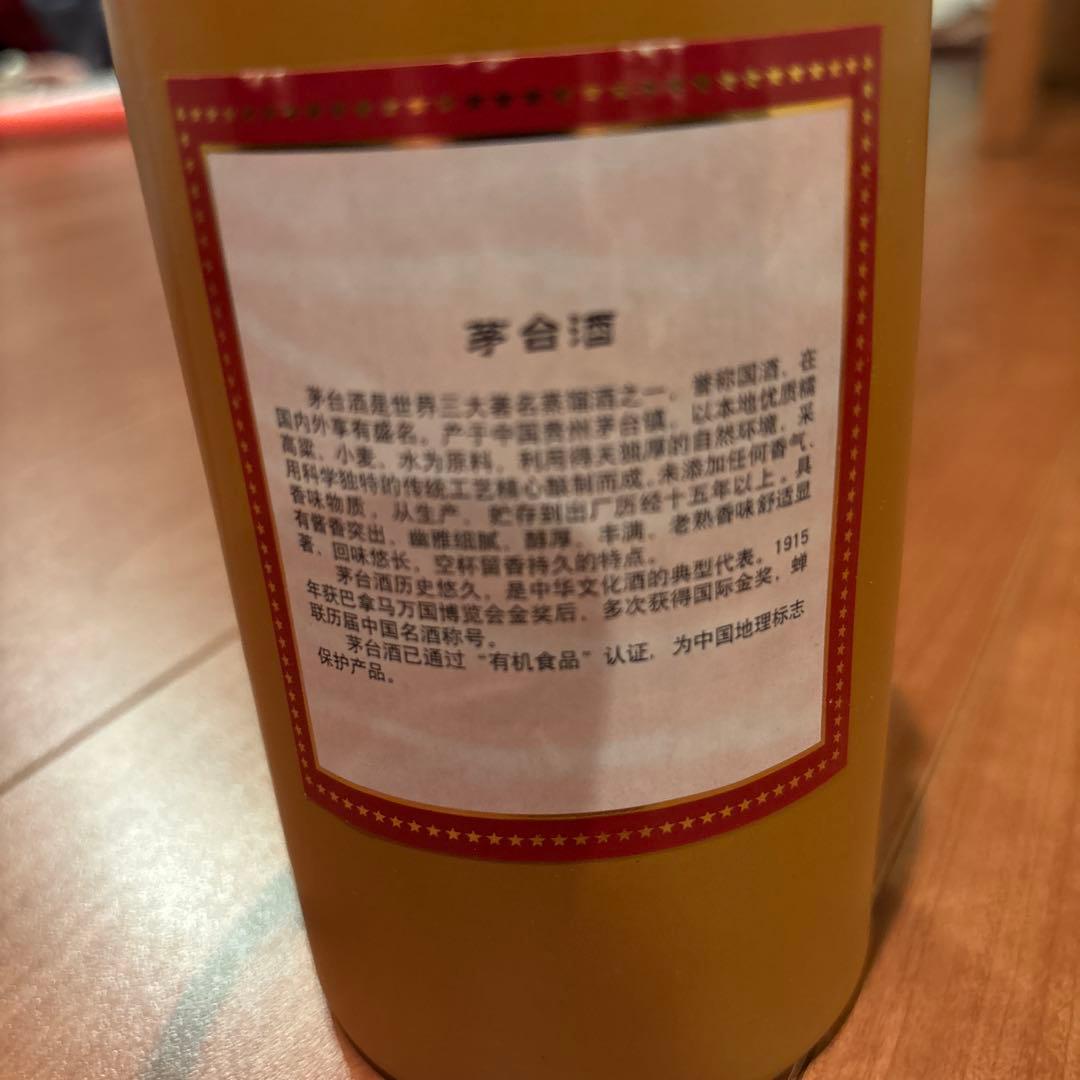 茅台酒
茅台酒是世界三大著名蒸馏酒之一，誉称国酒，在
国内外享有盛名。产于中国贵州茅台镇，以本地优质糯
高粱、小麦、水为原料，利用得天独厚的自然环境，采
用科学独特的传统工艺精心酿制而成，未添加任何香气、
香味物质，从生产、贮存到出厂历经十五年以上。具
有酱香突出、幽雅细腻、醇厚、丰满、老熟香味舒适显
著，回味悠长，空杯留香持久的特点。
茅台酒历史悠久，是中华文化酒的典型代表。1915
年获巴拿马万国博览会金奖后，多次获得国际金奖，蝉
联历届中国名酒称号。
茅台酒已通过“有机食品”认证，为中国地理标志
保护产品。